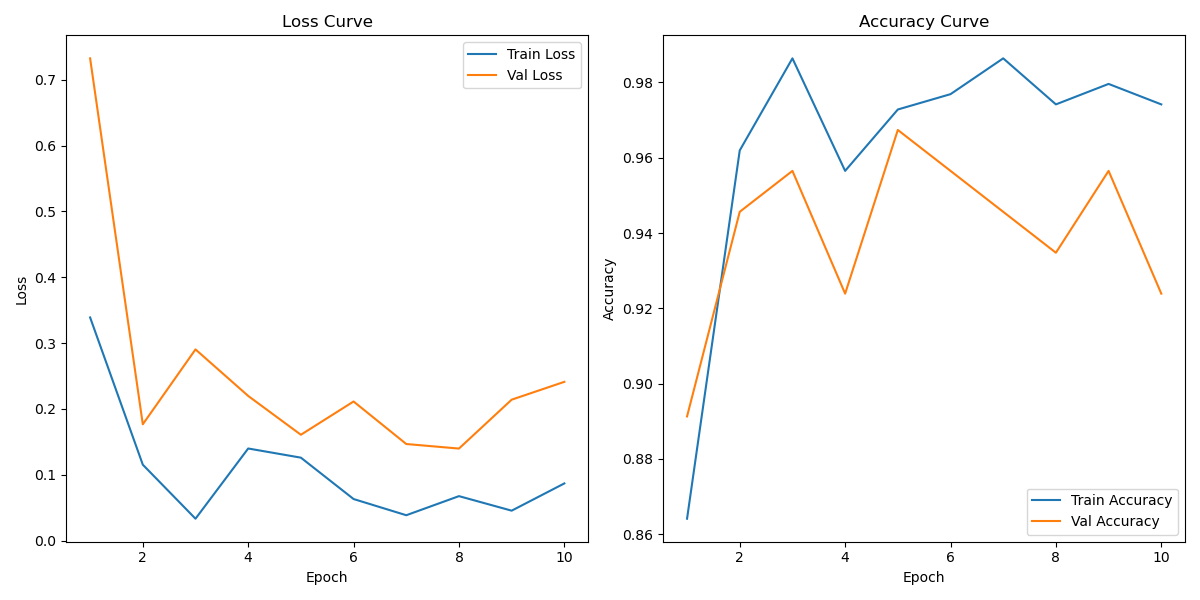 Loss Curve
Train Loss
Val Loss
0.7
0.6
0.5
0.4
0.3
0.2
0.1
0.0
Loss
2
4
6
8
10
Epoch
Accuracy Curve
0.98
0.96
0.94
0.92
0.90
0.88
0.86
Accuracy
Train Accuracy
Val Accuracy
2
4
6
8
10
Epoch